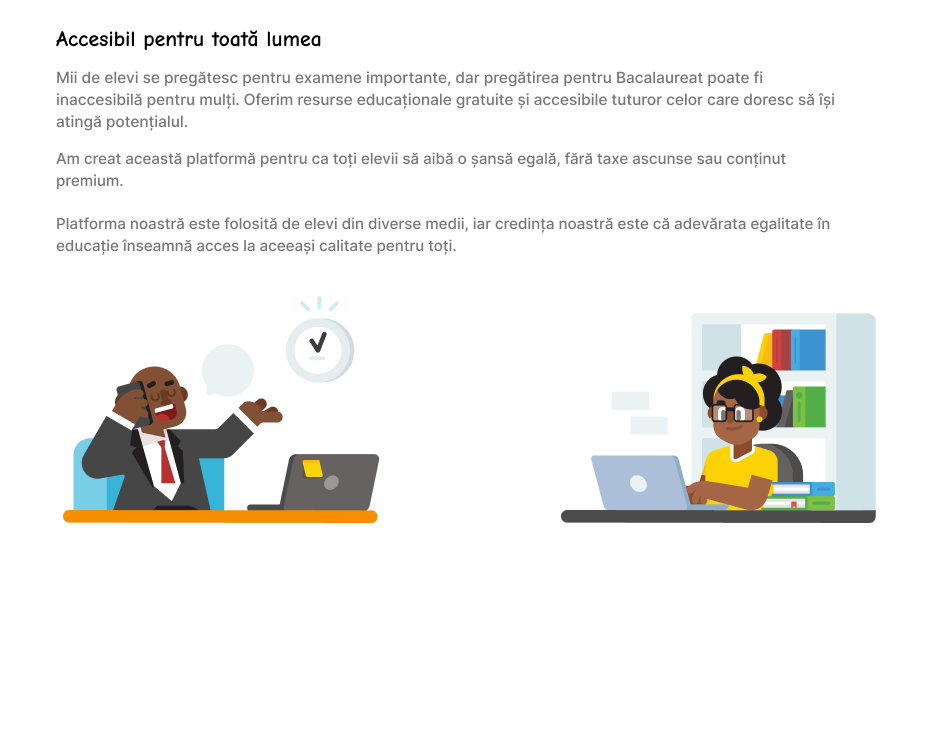 Accesibil pentru toată lumea
Mii de elevi se pregătesc pentru examene importante, dar pregătirea pentru Bacalaureat poate fi
inaccesibilă pentru mulți. Oferim resurse educaționale gratuite și accesibile tuturor celor care doresc să își
atingă potențialul.
Am creat această platformă pentru ca toți elevii să aibă o șansă egală, fără taxe ascunse sau conținut
premium.
Platforma noastră este folosită de elevi din diverse medii, iar credința noastră este că adevărata egalitate în
educație înseamnă acces la aceeași calitate pentru toți.